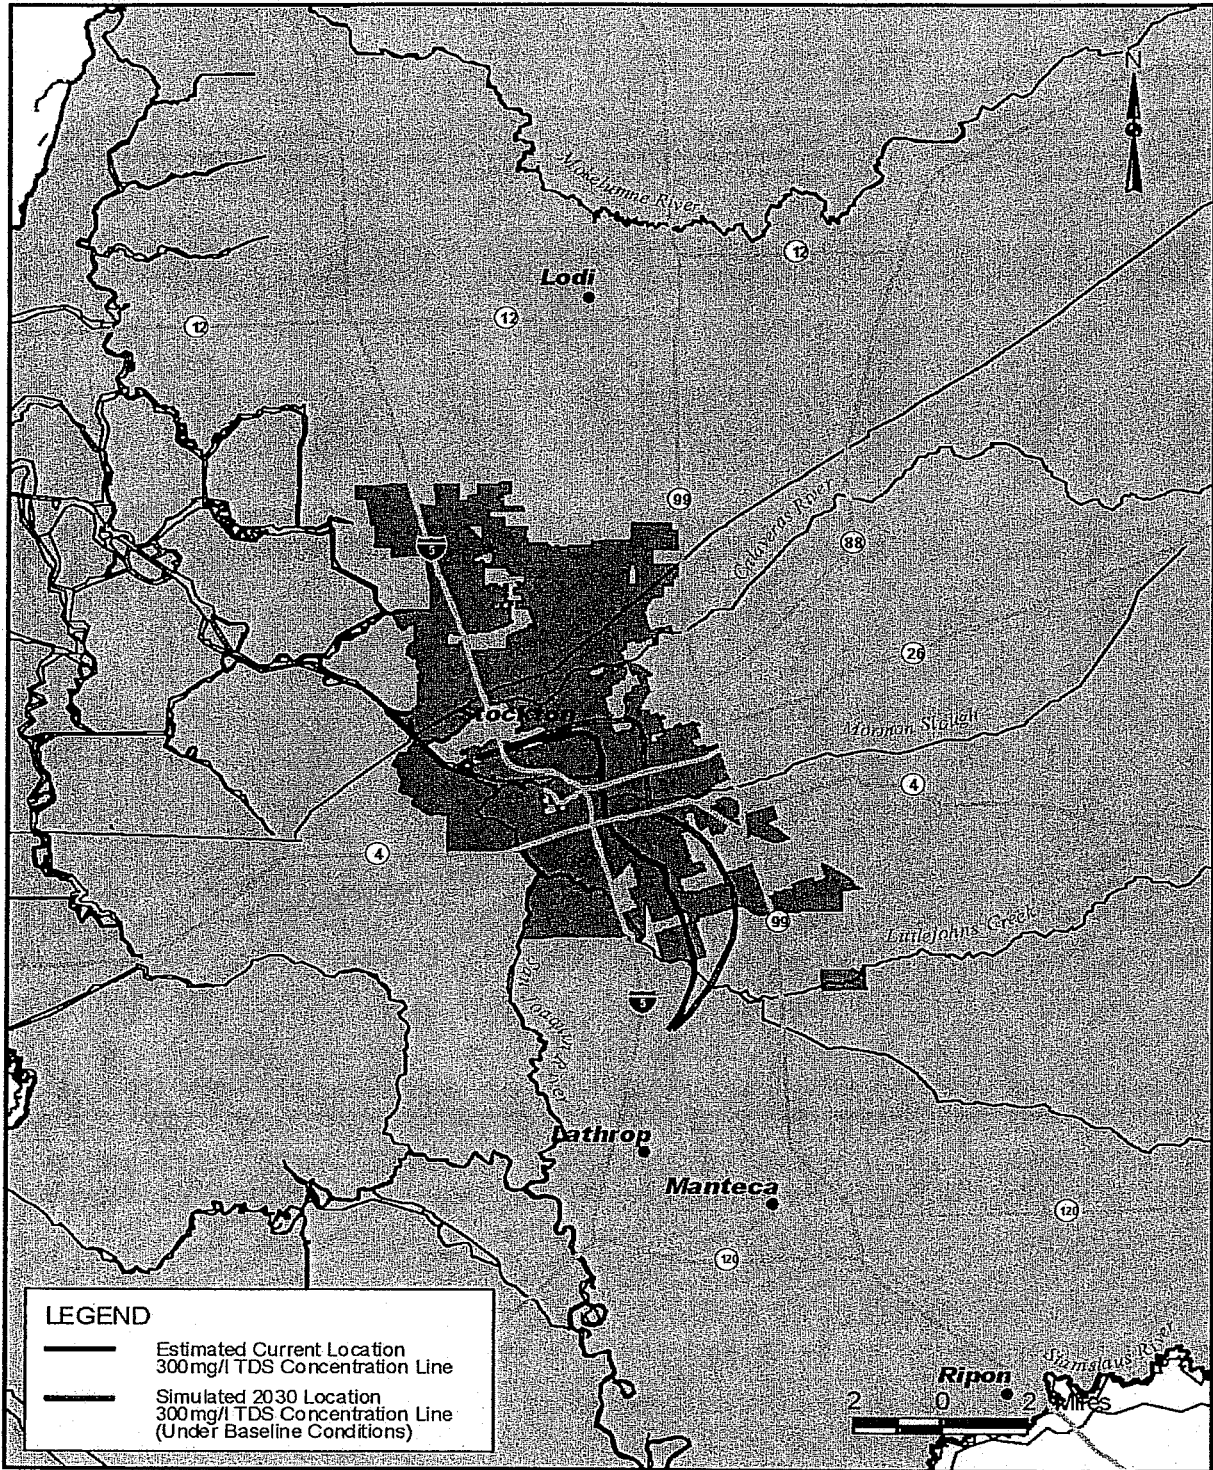 N
Mokelumne River
12
Lodi
12
12
99
Calaveras River
88
5
26
Stockton
Mormon Slough
4
4
99
Littlejohns Creek
San Joaquin River
5
Lathrop
Manteca
120
120
LEGEND
Estimated Current Location
300mg/l TDS Concentration Line
Simulated 2030 Location
300mg/l TDS Concentration Line
(Under Baseline Conditions)
Stanislaus River
Ripon
2 0 2 Miles